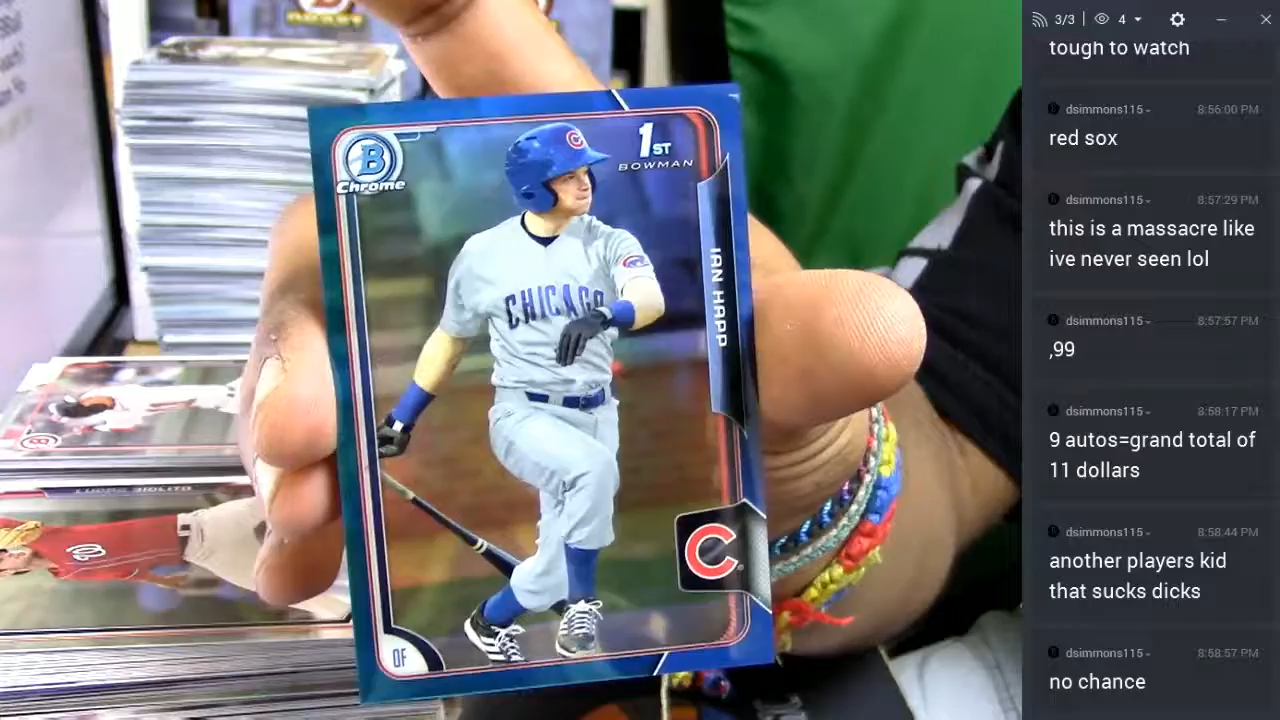 B
Chrome
1ST
BOWMAN
IAN HAPP
CHICAGO
C
C
OF
3/3
4
tough to watch
dsimmons115
8:56:00 PM
red sox
dsimmons115
8:57:29 PM
this is a massacre like
ive never seen lol
dsimmons115
8:57:57 PM
,99
dsimmons115
8:58:17 PM
9 autos=grand total of
11 dollars
dsimmons115
8:58:44 PM
another players kid
that sucks dicks
dsimmons115
8:58:57 PM
no chance